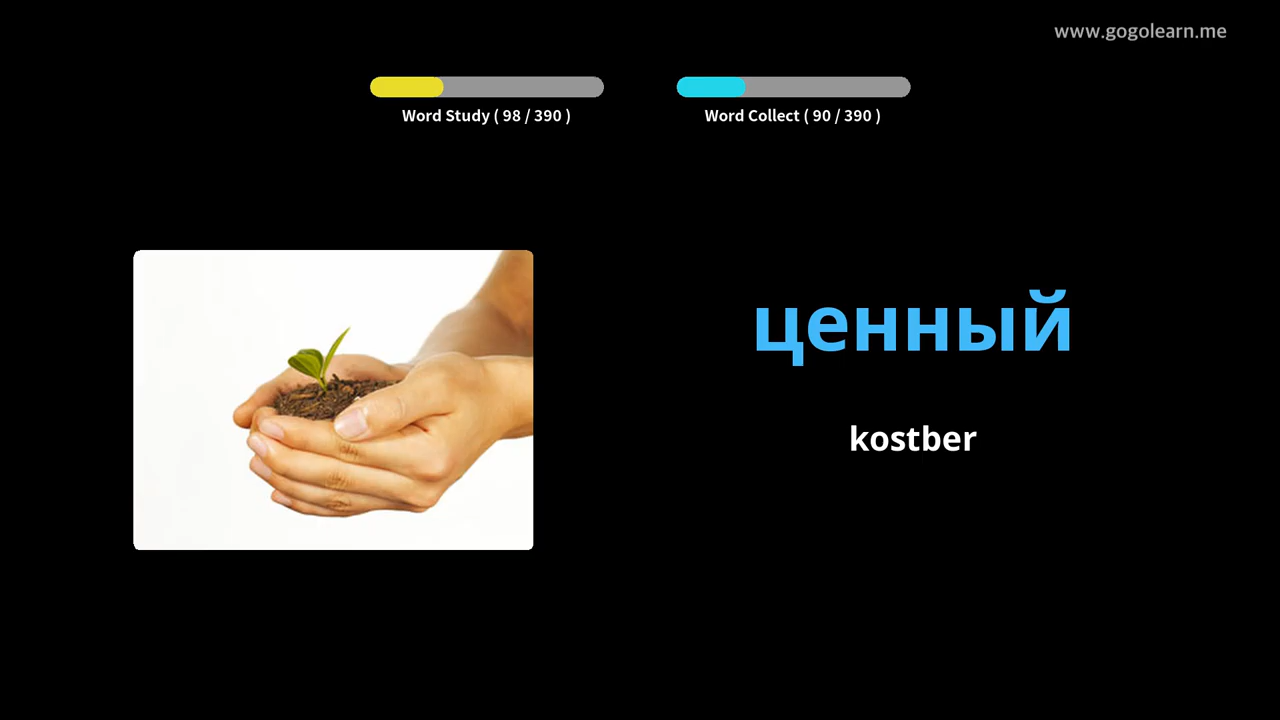 www.gogolearn.me
Word Study ( 98 / 390 )
Word Collect ( 90 / 390 )
ценный
kostber